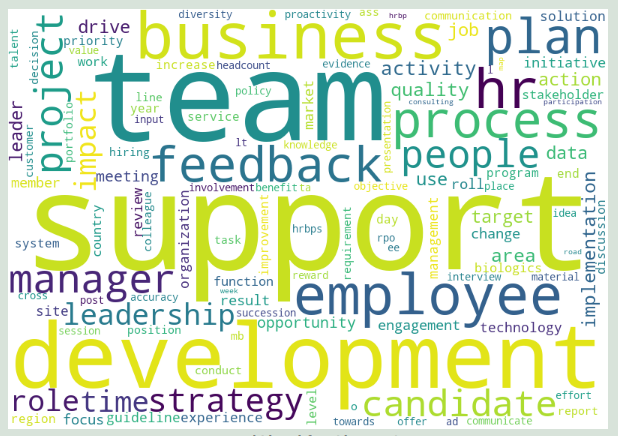 diversity proactivity ass hrbp communication solution
talent decision priority drive business job plan
value work increase headcount evidence activity l map initiative
project team policy market hr quality action stakeholder
leader customer portfolio line year input service lt knowledge presentation consulting participation process
impact hiring feedback people data
member meeting use roll place program end
involvement benefit ta objective target idea
support
country review colleague organization task improvement hrbps requirement day rpo ee management change area biologics implementation discussion
system function reward interview material road
manager week employee
cross post accuracy result succession
site leadership opportunity engagement technology
session position mb
development
conduct
role time strategy level candidate effort
region focus guideline experience o towards offer ad communicate report